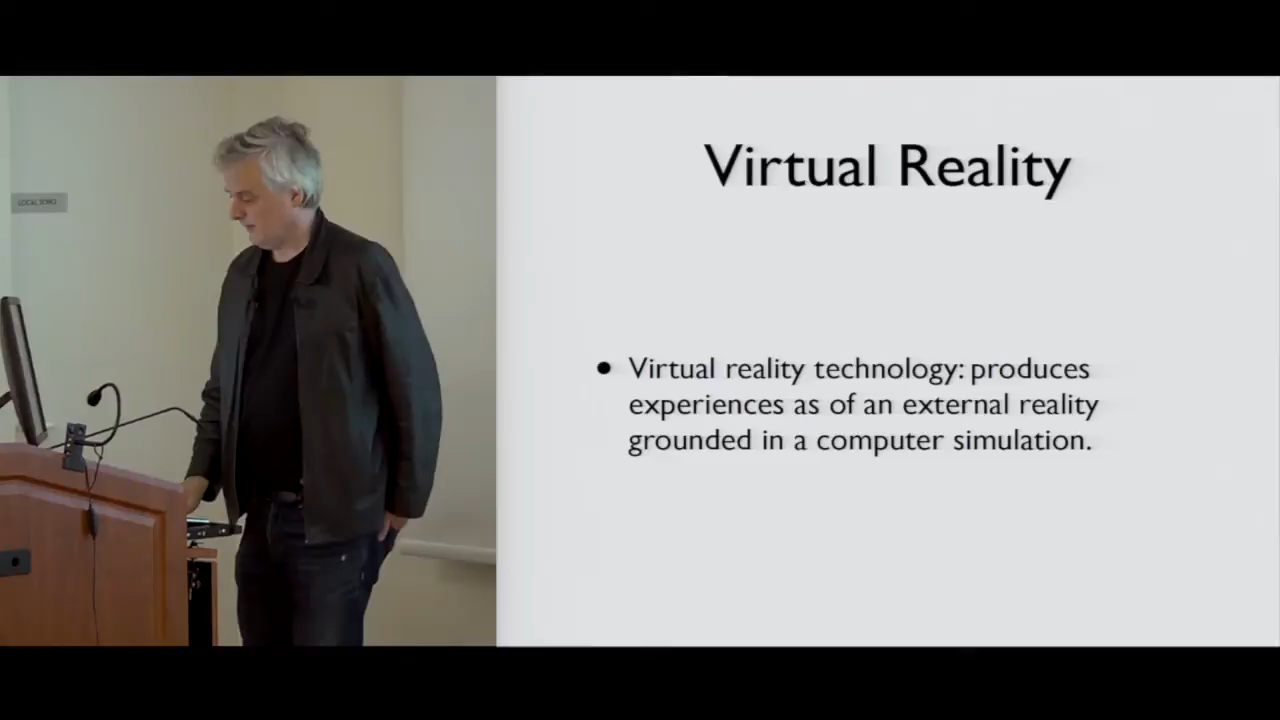 Virtual Reality
• Virtual reality technology: produces
experiences as of an external reality
grounded in a computer simulation.